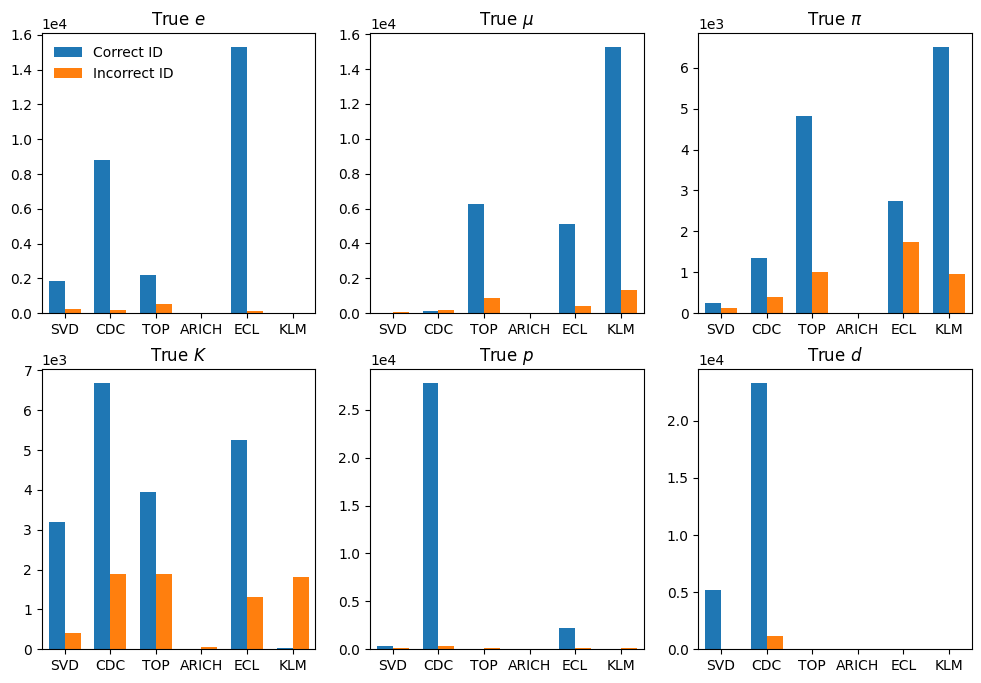 True e
1e4
1.6
1.4
1.2
1.0
0.8
0.6
0.4
0.2
0.0
Correct ID
Incorrect ID
SVD CDC TOP ARICH ECL KLM
True μ
1e4
1.6
1.4
1.2
1.0
0.8
0.6
0.4
0.2
0.0
SVD CDC TOP ARICH ECL KLM
True π
1e3
6
5
4
3
2
1
0
SVD CDC TOP ARICH ECL KLM
True K
1e3
7
6
5
4
3
2
1
0
SVD CDC TOP ARICH ECL KLM
True p
1e4
2.5
2.0
1.5
1.0
0.5
0.0
SVD CDC TOP ARICH ECL KLM
True d
1e4
2.0
1.5
1.0
0.5
0.0
SVD CDC TOP ARICH ECL KLM